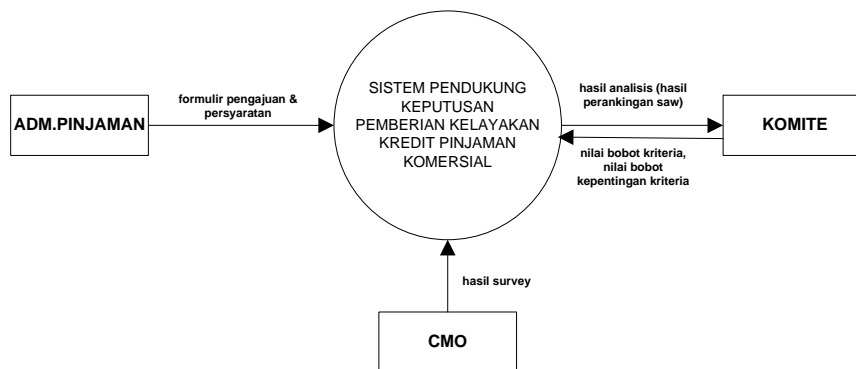 ADM.PINJAMAN
formulir pengajuan &
persyaratan
SISTEM PENDUKUNG
KEPUTUSAN
PEMBERIAN KELAYAKAN
KREDIT PINJAMAN
KOMERSIAL
hasil analisis (hasil
perankingan saw)
KOMITE
nilai bobot kriteria,
nilai bobot
kepentingan kriteria
hasil survey
CMO